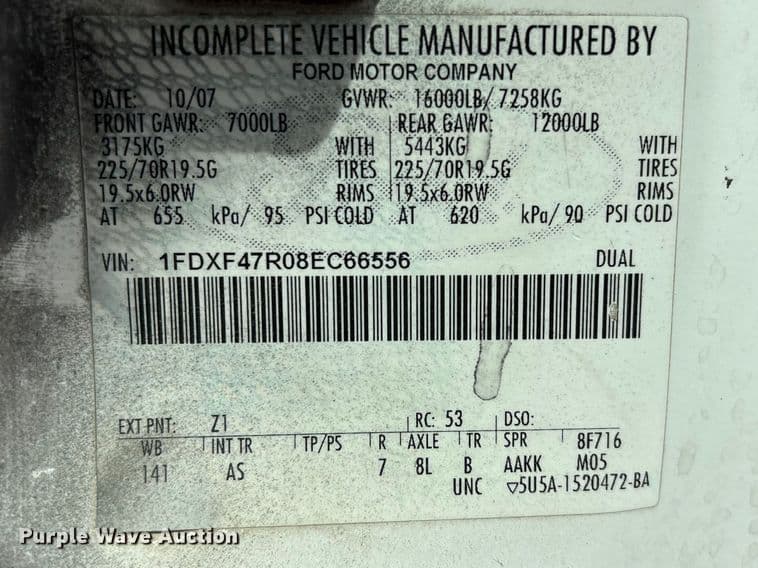 INCOMPLETE VEHICLE MANUFACTURED BY
FORD MOTOR COMPANY
DATE: 10/07 GVWR: 16000LB/ 7258KG
FRONT GAWR: 7000LB REAR GAWR: 12000LB
3175KG WITH 5443KG WITH
225/70R19.5G TIRES 225/70R19.5G TIRES
19.5x6.0RW RIMS 19.5x6.0RW RIMS
AT 655 kPa/ 95 PSI COLD AT 620 kPa/ 90 PSI COLD
VIN: 1FDXF47R08EC66556 DUAL
EXT PNT: Z1 RC: 53 DSO:
WB INT TR TP/PS R AXLE TR SPR 8F716
141 AS 7 8L B AAKK M05
UNC ▽5U5A-1520472-BA
Purple Wave Auction